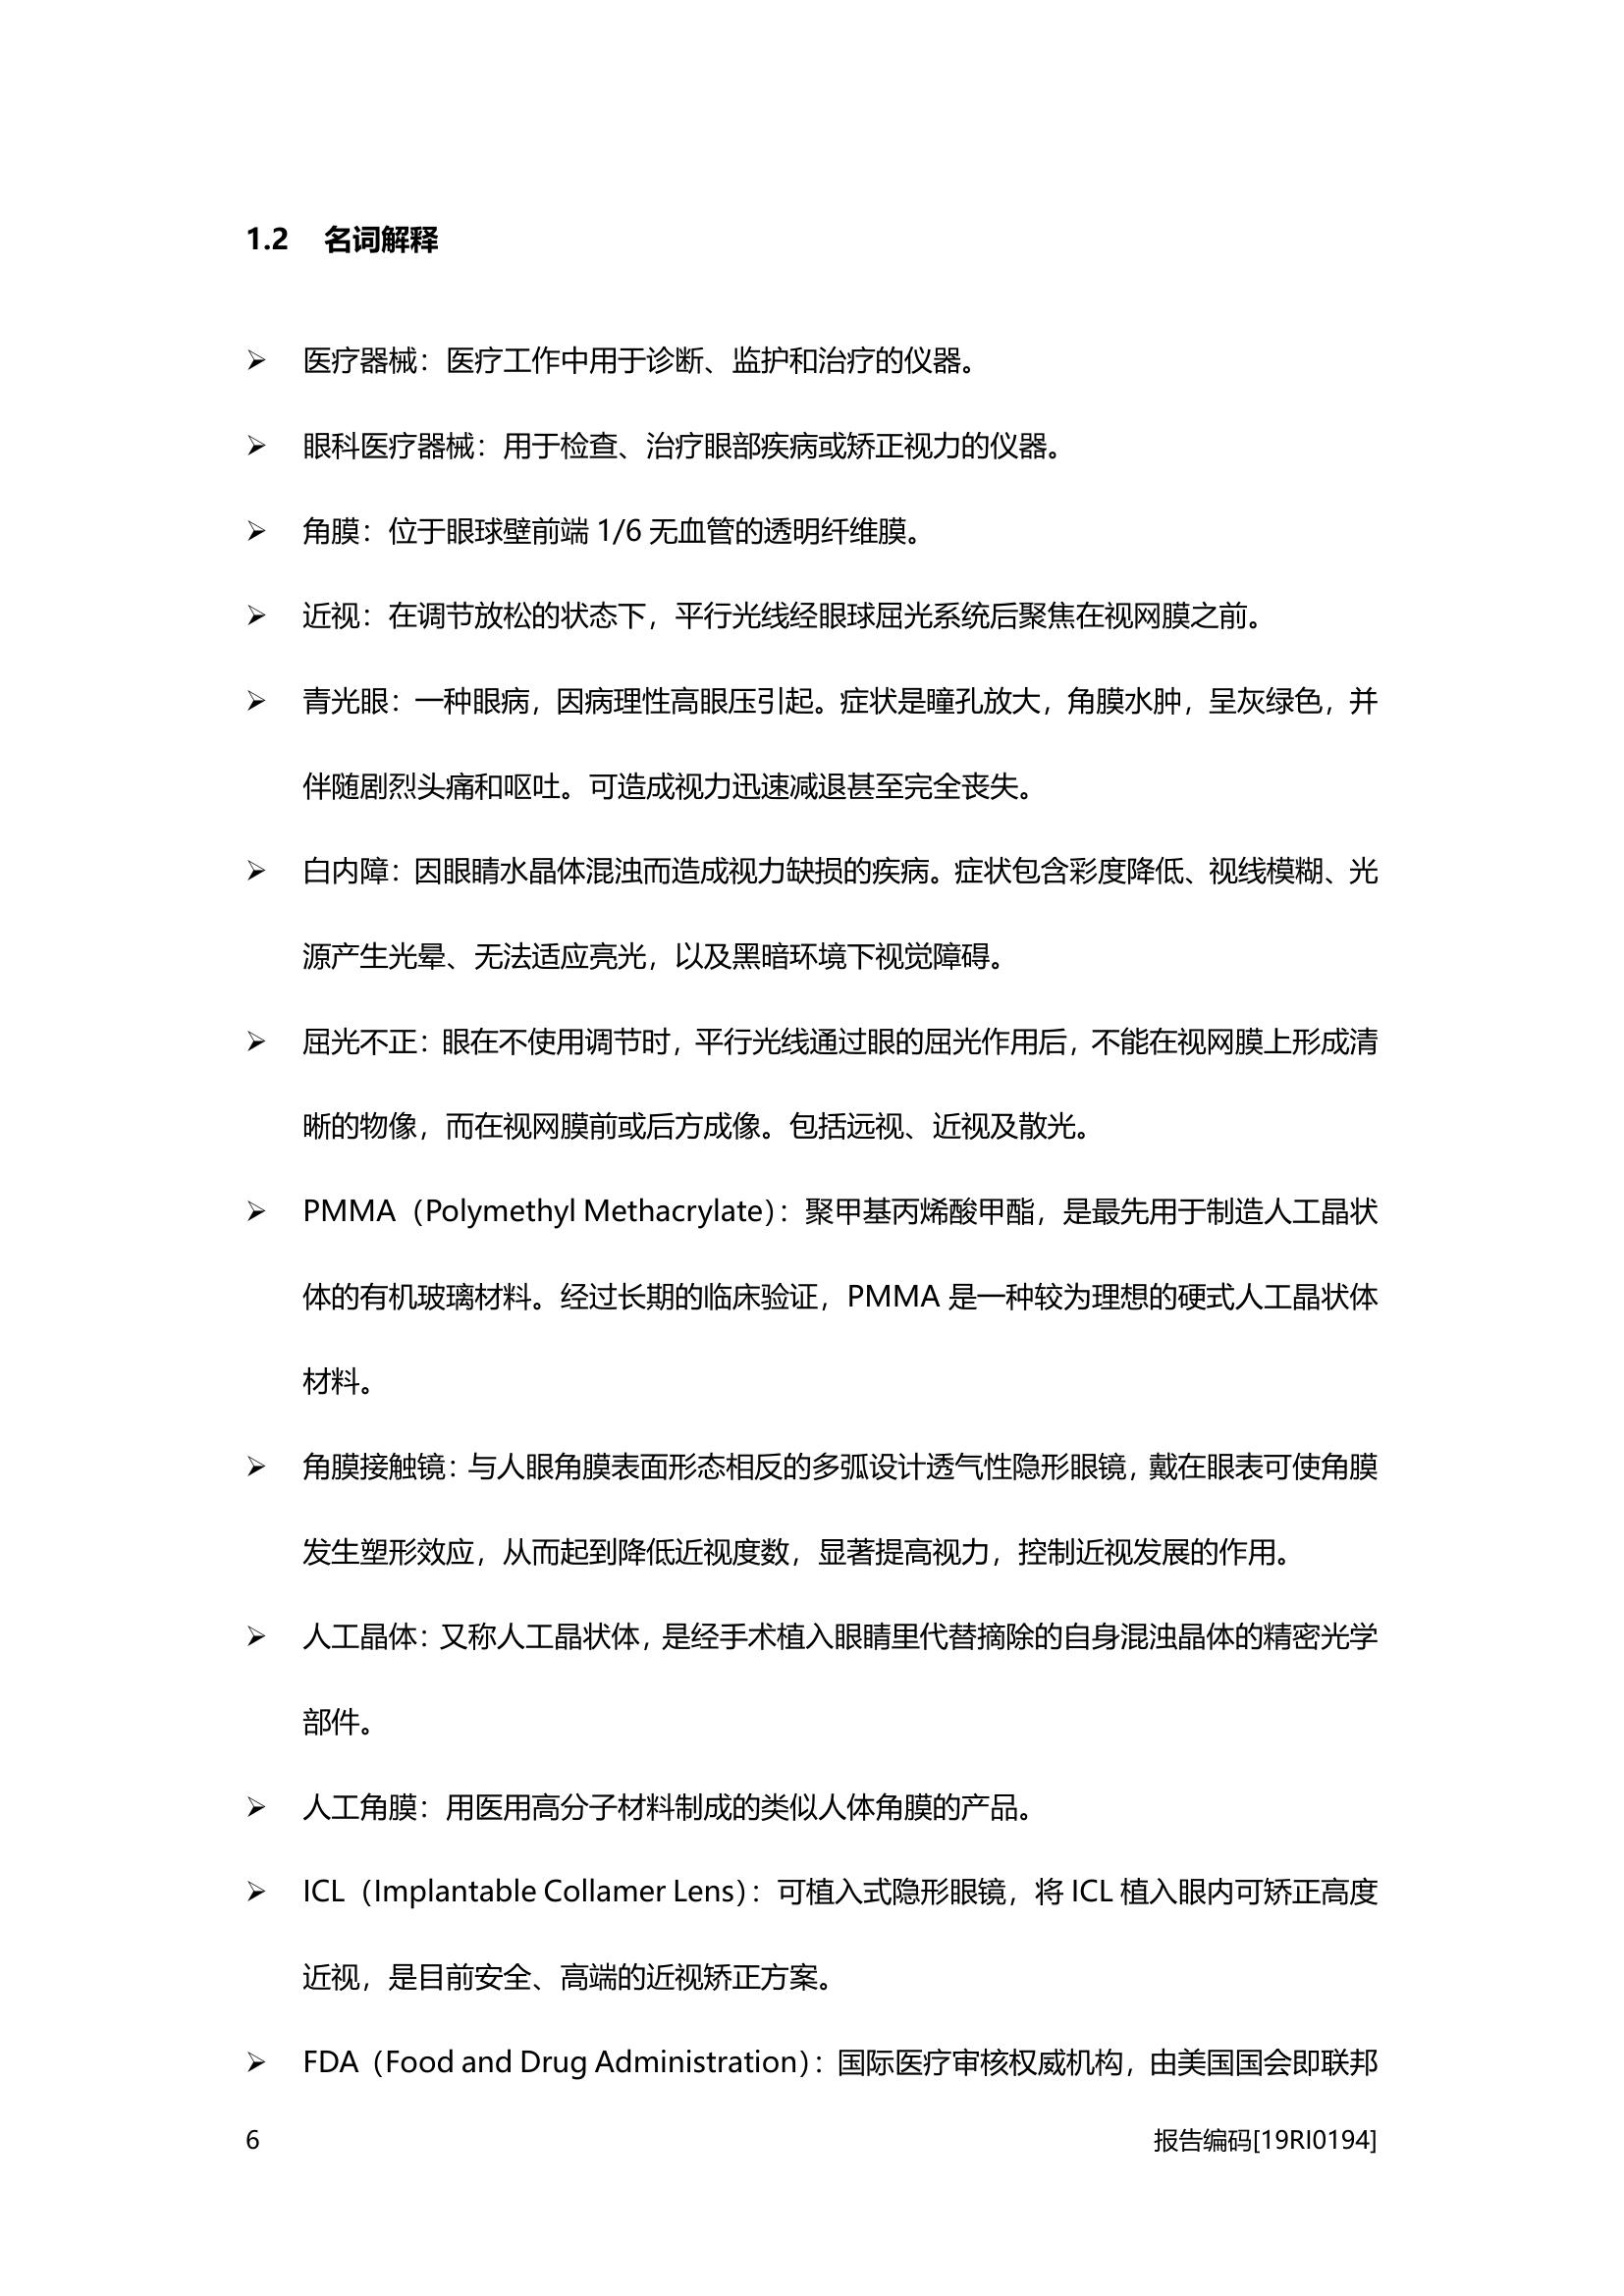 1.2 名词解释
➢ 医疗器械：医疗工作中用于诊断、监护和治疗的仪器。
➢ 眼科医疗器械：用于检查、治疗眼部疾病或矫正视力的仪器。
➢ 角膜：位于眼球壁前端 1/6 无血管的透明纤维膜。
➢ 近视：在调节放松的状态下，平行光线经眼球屈光系统后聚焦在视网膜之前。
➢ 青光眼：一种眼病，因病理性高眼压引起。症状是瞳孔放大，角膜水肿，呈灰绿色，并
伴随剧烈头痛和呕吐。可造成视力迅速减退甚至完全丧失。
➢ 白内障：因眼睛水晶体混浊而造成视力缺损的疾病。症状包含彩度降低、视线模糊、光
源产生光晕、无法适应亮光，以及黑暗环境下视觉障碍。
➢ 屈光不正：眼在不使用调节时，平行光线通过眼的屈光作用后，不能在视网膜上形成清
晰的物像，而在视网膜前或后方成像。包括远视、近视及散光。
➢ PMMA（Polymethyl Methacrylate）：聚甲基丙烯酸甲酯，是最先用于制造人工晶状
体的有机玻璃材料。经过长期的临床验证，PMMA 是一种较为理想的硬式人工晶状体
材料。
➢ 角膜接触镜：与人眼角膜表面形态相反的多弧设计透气性隐形眼镜，戴在眼表可使角膜
发生塑形效应，从而起到降低近视度数，显著提高视力，控制近视发展的作用。
➢ 人工晶体：又称人工晶状体，是经手术植入眼睛里代替摘除的自身混浊晶体的精密光学
部件。
➢ 人工角膜：用医用高分子材料制成的类似人体角膜的产品。
➢ ICL（Implantable Collamer Lens）：可植入式隐形眼镜，将 ICL 植入眼内可矫正高度
近视，是目前安全、高端的近视矫正方案。
➢ FDA（Food and Drug Administration）：国际医疗审核权威机构，由美国国会即联邦
6 报告编码[19RI0194]